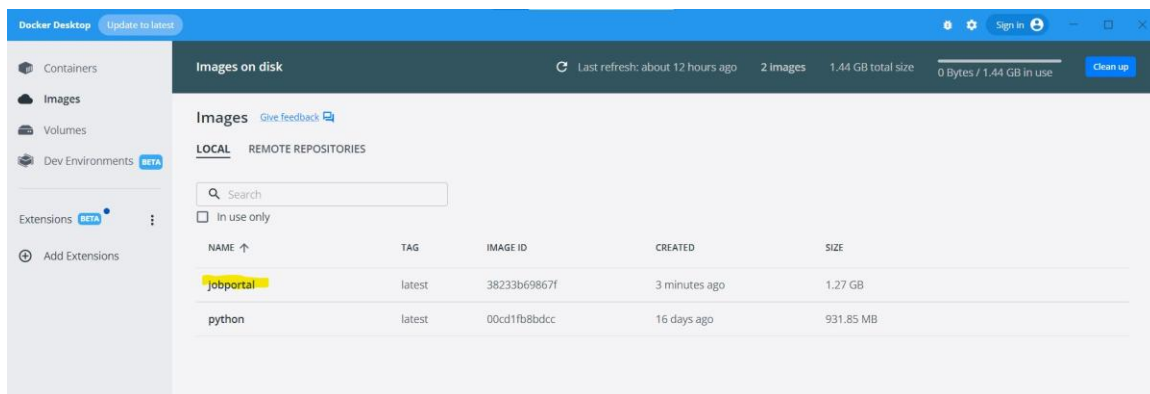 Docker Desktop Update to latest Sign in
Containers
Images
Volumes
Dev Environments BETA
Extensions BETA
Add Extensions
Images on disk Last refresh: about 12 hours ago 2 images 1.44 GB total size 0 Bytes / 1.44 GB in use Clean up
Images Give feedback
LOCAL REMOTE REPOSITORIES
Search
In use only
NAME TAG IMAGE ID CREATED SIZE
jobportal latest 38233b69867f 3 minutes ago 1.27 GB
python latest 00cd1fb8bdcc 16 days ago 931.85 MB